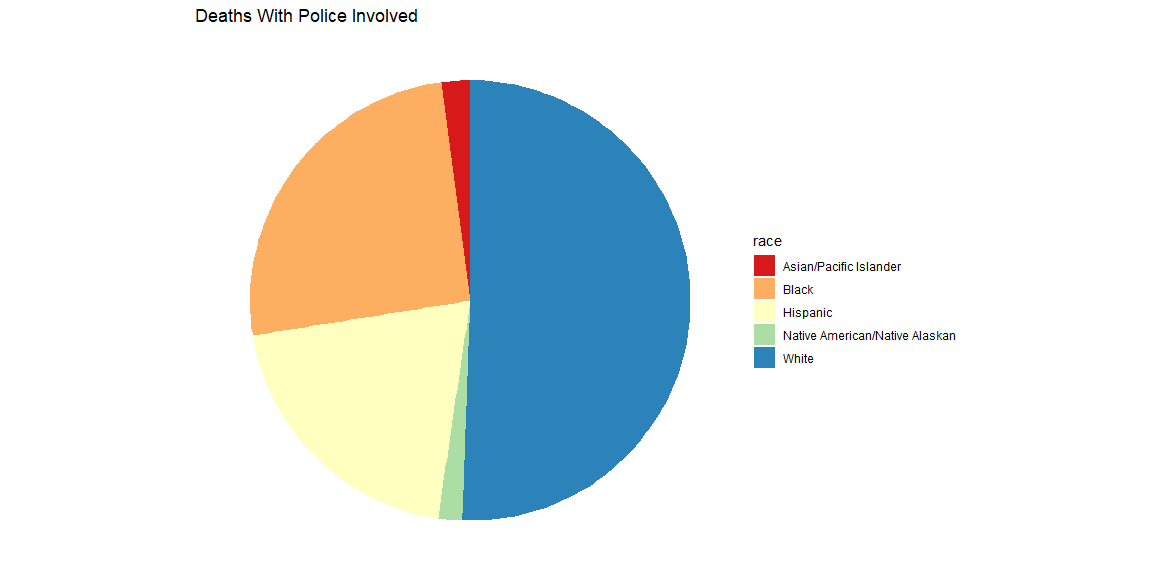 Deaths With Police Involved
race
Asian/Pacific Islander
Black
Hispanic
Native American/Native Alaskan
White